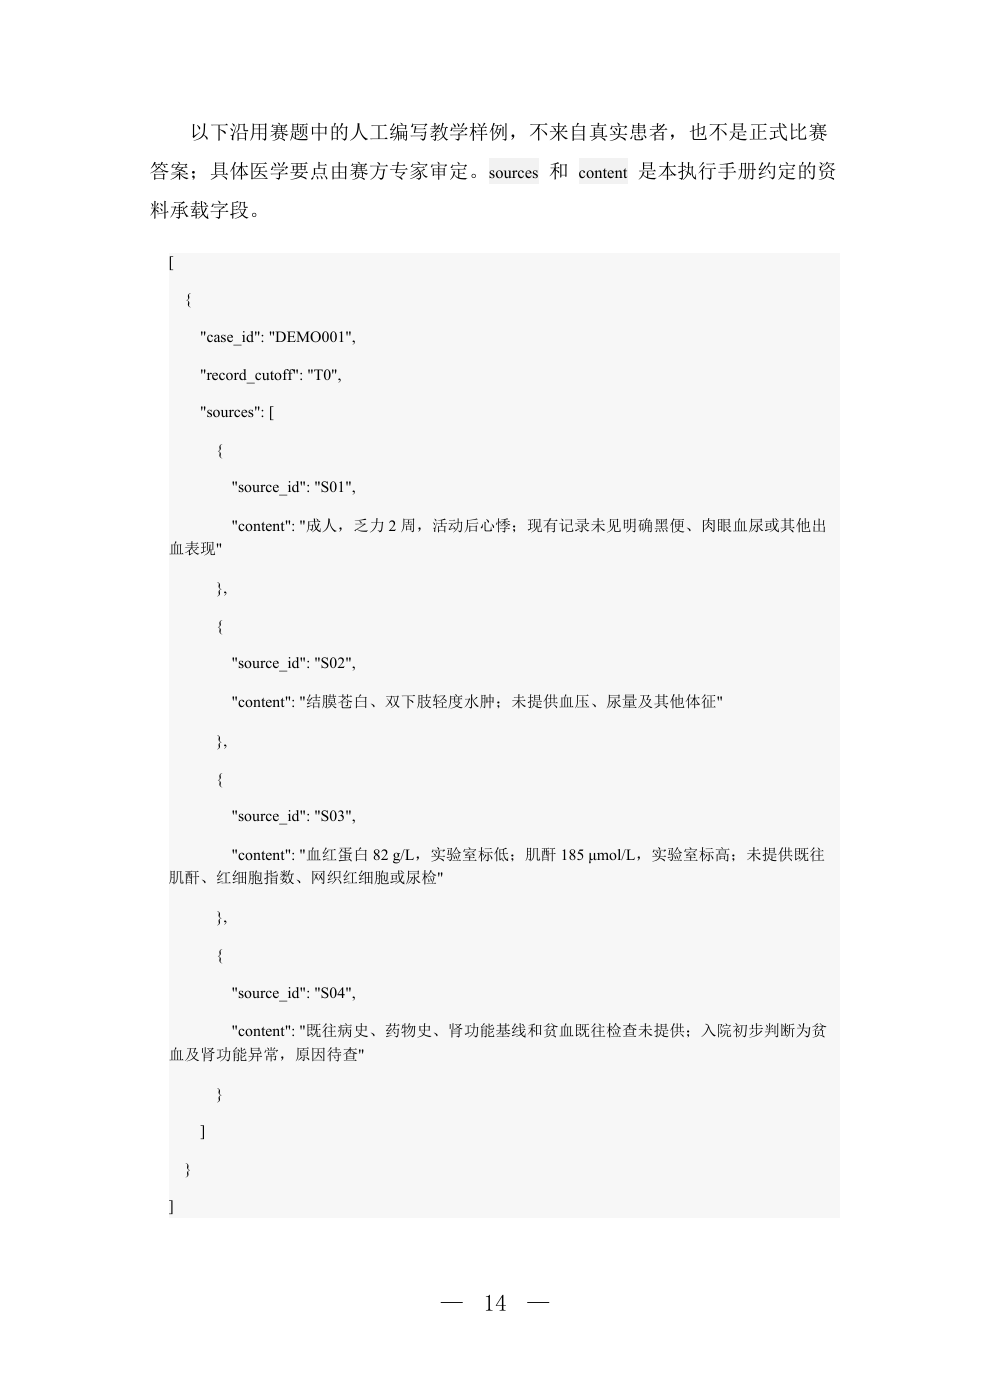 以下沿用赛题中的人工编写教学样例，不来自真实患者，也不是正式比赛
答案；具体医学要点由赛方专家审定。sources 和 content 是本执行手册约定的资
料承载字段。
[
{
"case_id": "DEMO001",
"record_cutoff": "T0",
"sources": [
{
"source_id": "S01",
"content": "成人，乏力 2 周，活动后心悸；现有记录未见明确黑便、肉眼血尿或其他出
血表现"
},
{
"source_id": "S02",
"content": "结膜苍白、双下肢轻度水肿；未提供血压、尿量及其他体征"
},
{
"source_id": "S03",
"content": "血红蛋白 82 g/L，实验室标低；肌酐 185 μmol/L，实验室标高；未提供既往
肌酐、红细胞指数、网织红细胞或尿检"
},
{
"source_id": "S04",
"content": "既往病史、药物史、肾功能基线和贫血既往检查未提供；入院初步判断为贫
血及肾功能异常，原因待查"
}
]
}
]
— 14 —